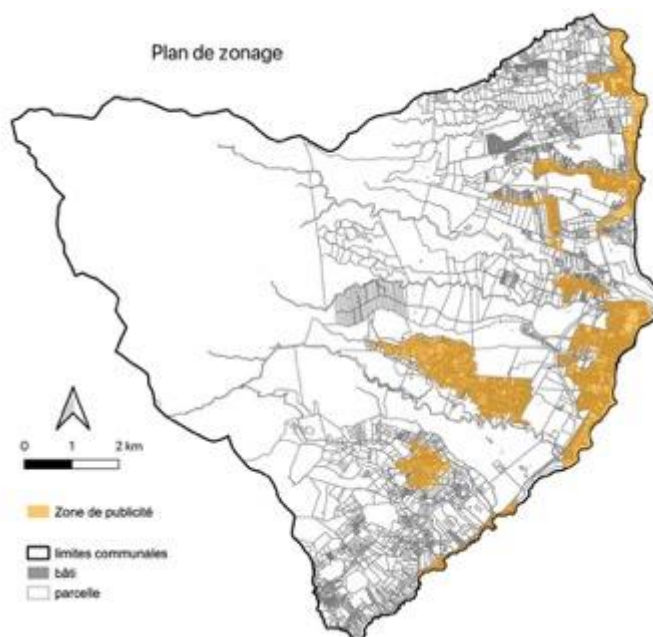 Plan de zonage
0 1 2 km
Zone de publicité
limites communales
bâti
parcelle